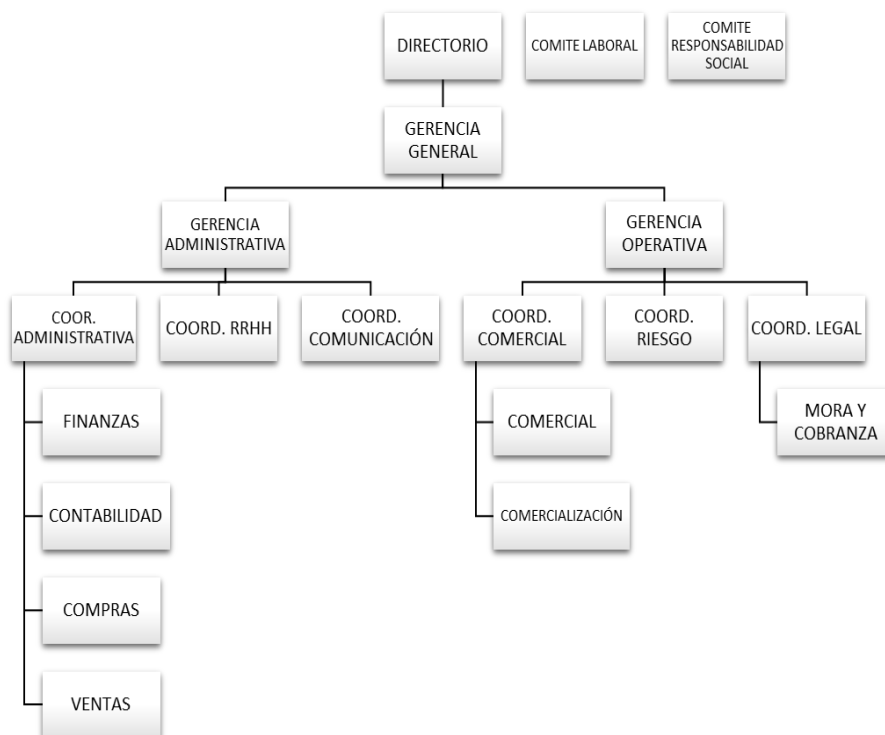 DIRECTORIO
COMITE LABORAL
COMITE
RESPONSABILIDAD
SOCIAL
GERENCIA
GENERAL
GERENCIA
ADMINISTRATIVA
GERENCIA
OPERATIVA
COOR.
ADMINISTRATIVA
COORD. RRHH
COORD.
COMUNICACIÓN
COORD.
COMERCIAL
COORD.
RIESGO
COORD. LEGAL
FINANZAS
CONTABILIDAD
COMPRAS
VENTAS
COMERCIAL
COMERCIALIZACIÓN
MORA Y
COBRANZA